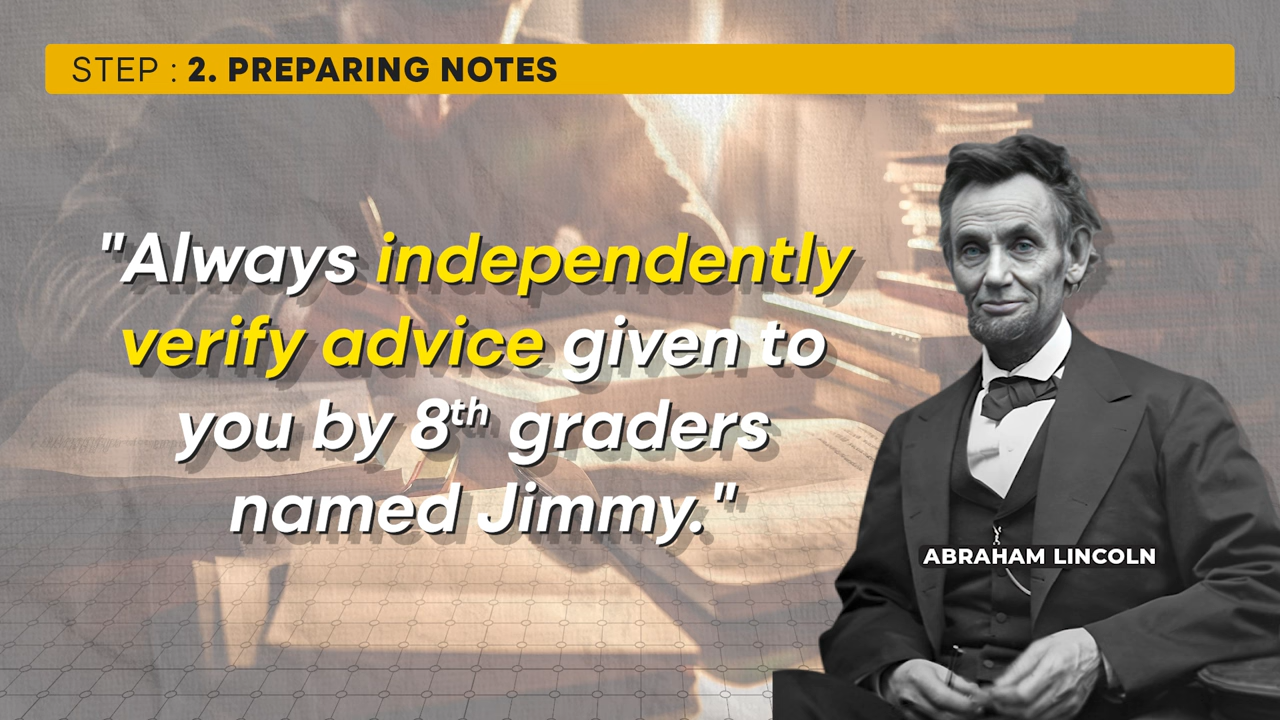 STEP : 2. PREPARING NOTES
"Always independently
verify advice given to
you by 8th graders
named Jimmy."
ABRAHAM LINCOLN